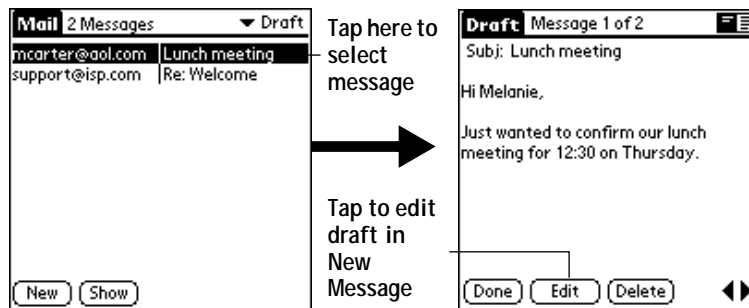 Mail 2 Messages Draft
mcarter@aol.com Lunch meeting
support@isp.com Re: Welcome
New Show
Tap here to
select
message
Tap to edit
draft in
New
Message
Draft Message 1 of 2
Subj: Lunch meeting
Hi Melanie,
Just wanted to confirm our lunch
meeting for 12:30 on Thursday.
Done Edit Delete